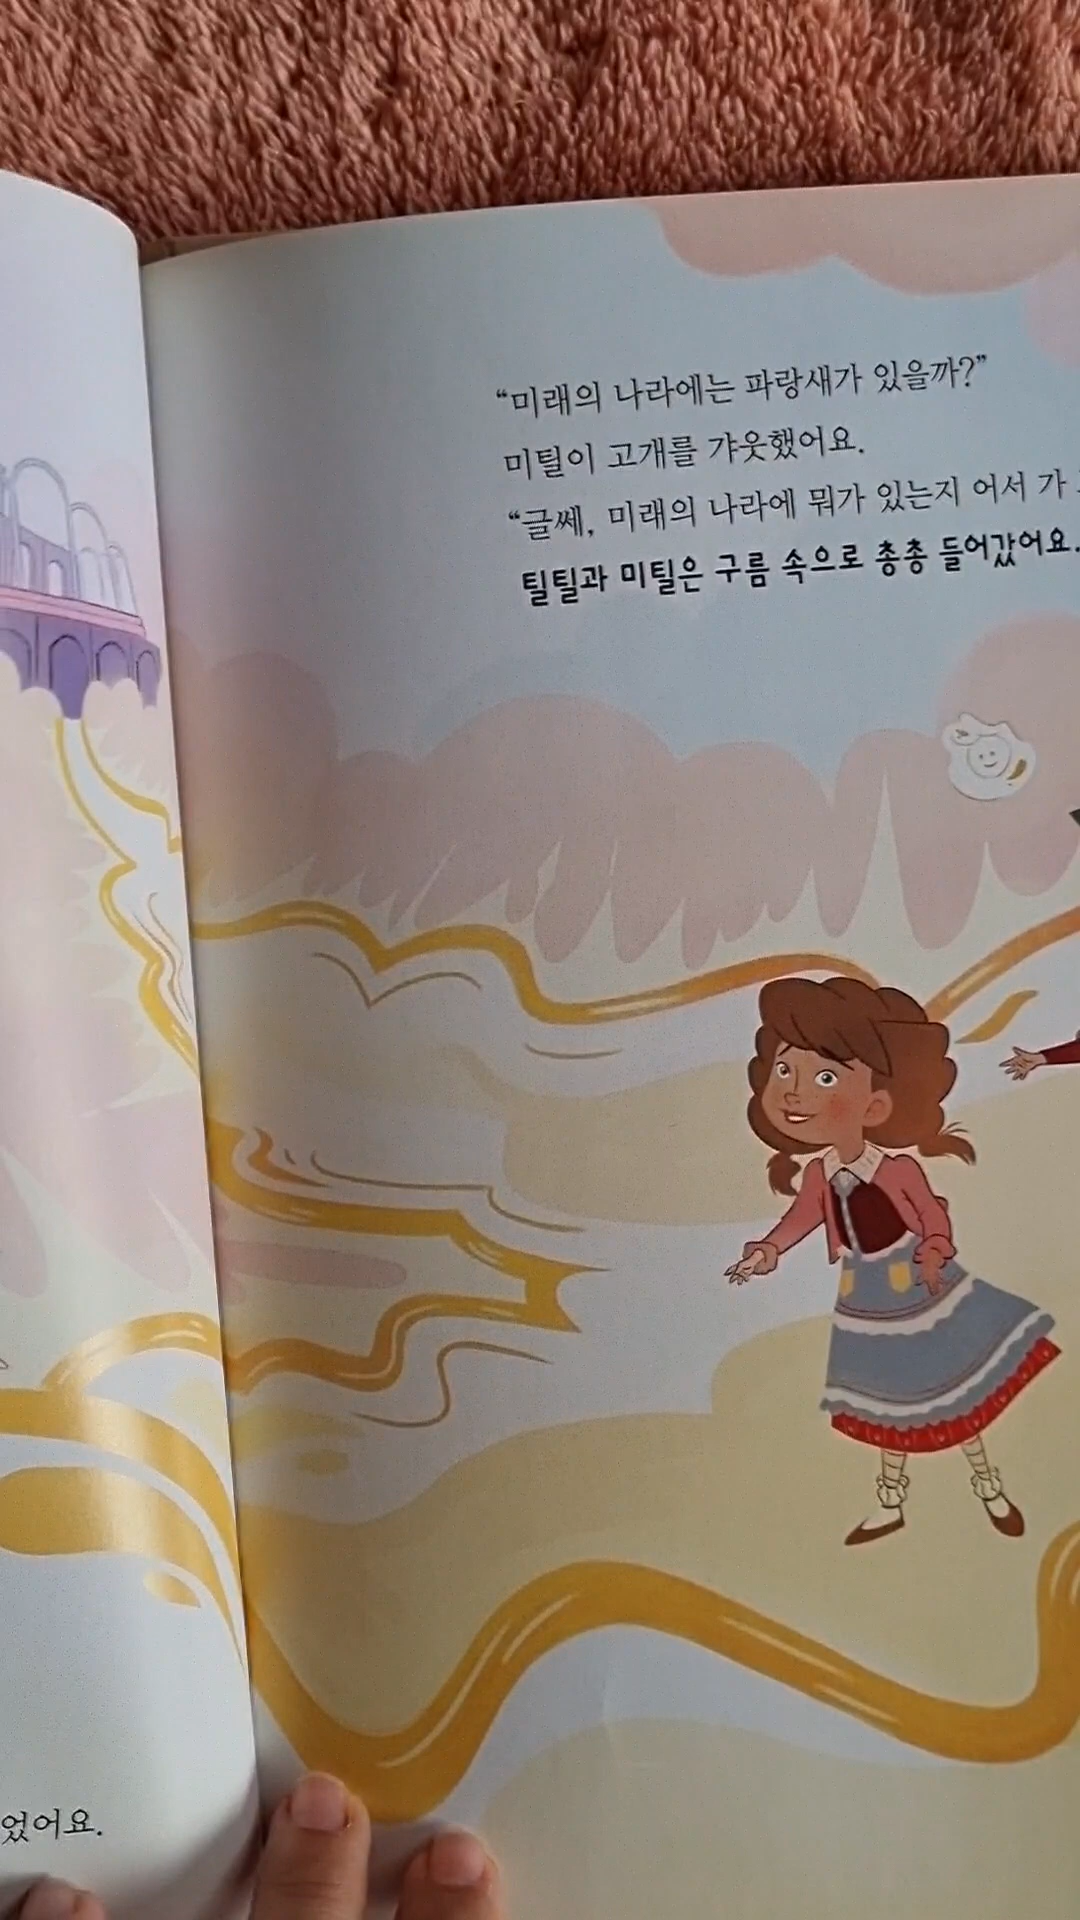 “미래의 나라에는 파랑새가 있을까?”
미틸이 고개를 갸웃했어요.
“글쎄, 미래의 나라에 뭐가 있는지 어서 가
틸틸과 미틸은 구름 속으로 총총 들어갔어요.
었어요.